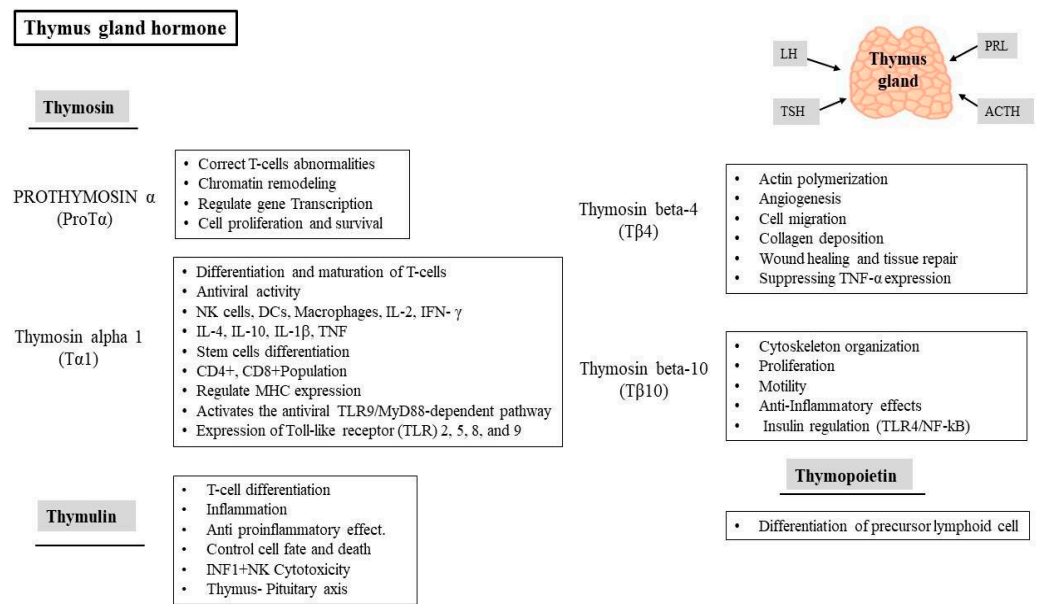 Thymus gland hormone
LH
PRL
Thymus
gland
TSH
ACTH
Thymosin
PROTHYMOSIN α
(ProTα)
• Correct T-cells abnormalities
• Chromatin remodeling
• Regulate gene Transcription
• Cell proliferation and survival
Thymosin alpha 1
(Tα1)
• Differentiation and maturation of T-cells
• Antiviral activity
• NK cells, DCs, Macrophages, IL-2, IFN- γ
• IL-4, IL-10, IL-1β, TNF
• Stem cells differentiation
• CD4+, CD8+Population
• Regulate MHC expression
• Activates the antiviral TLR9/MyD88-dependent pathway
• Expression of Toll-like receptor (TLR) 2, 5, 8, and 9
Thymosin beta-4
(Tβ4)
• Actin polymerization
• Angiogenesis
• Cell migration
• Collagen deposition
• Wound healing and tissue repair
• Suppressing TNF-α expression
Thymosin beta-10
(Tβ10)
• Cytoskeleton organization
• Proliferation
• Motility
• Anti-Inflammatory effects
• Insulin regulation (TLR4/NF-kB)
Thymulin
• T-cell differentiation
• Inflammation
• Anti proinflammatory effect.
• Control cell fate and death
• INF1+NK Cytotoxicity
• Thymus- Pituitary axis
Thymopoietin
• Differentiation of precursor lymphoid cell